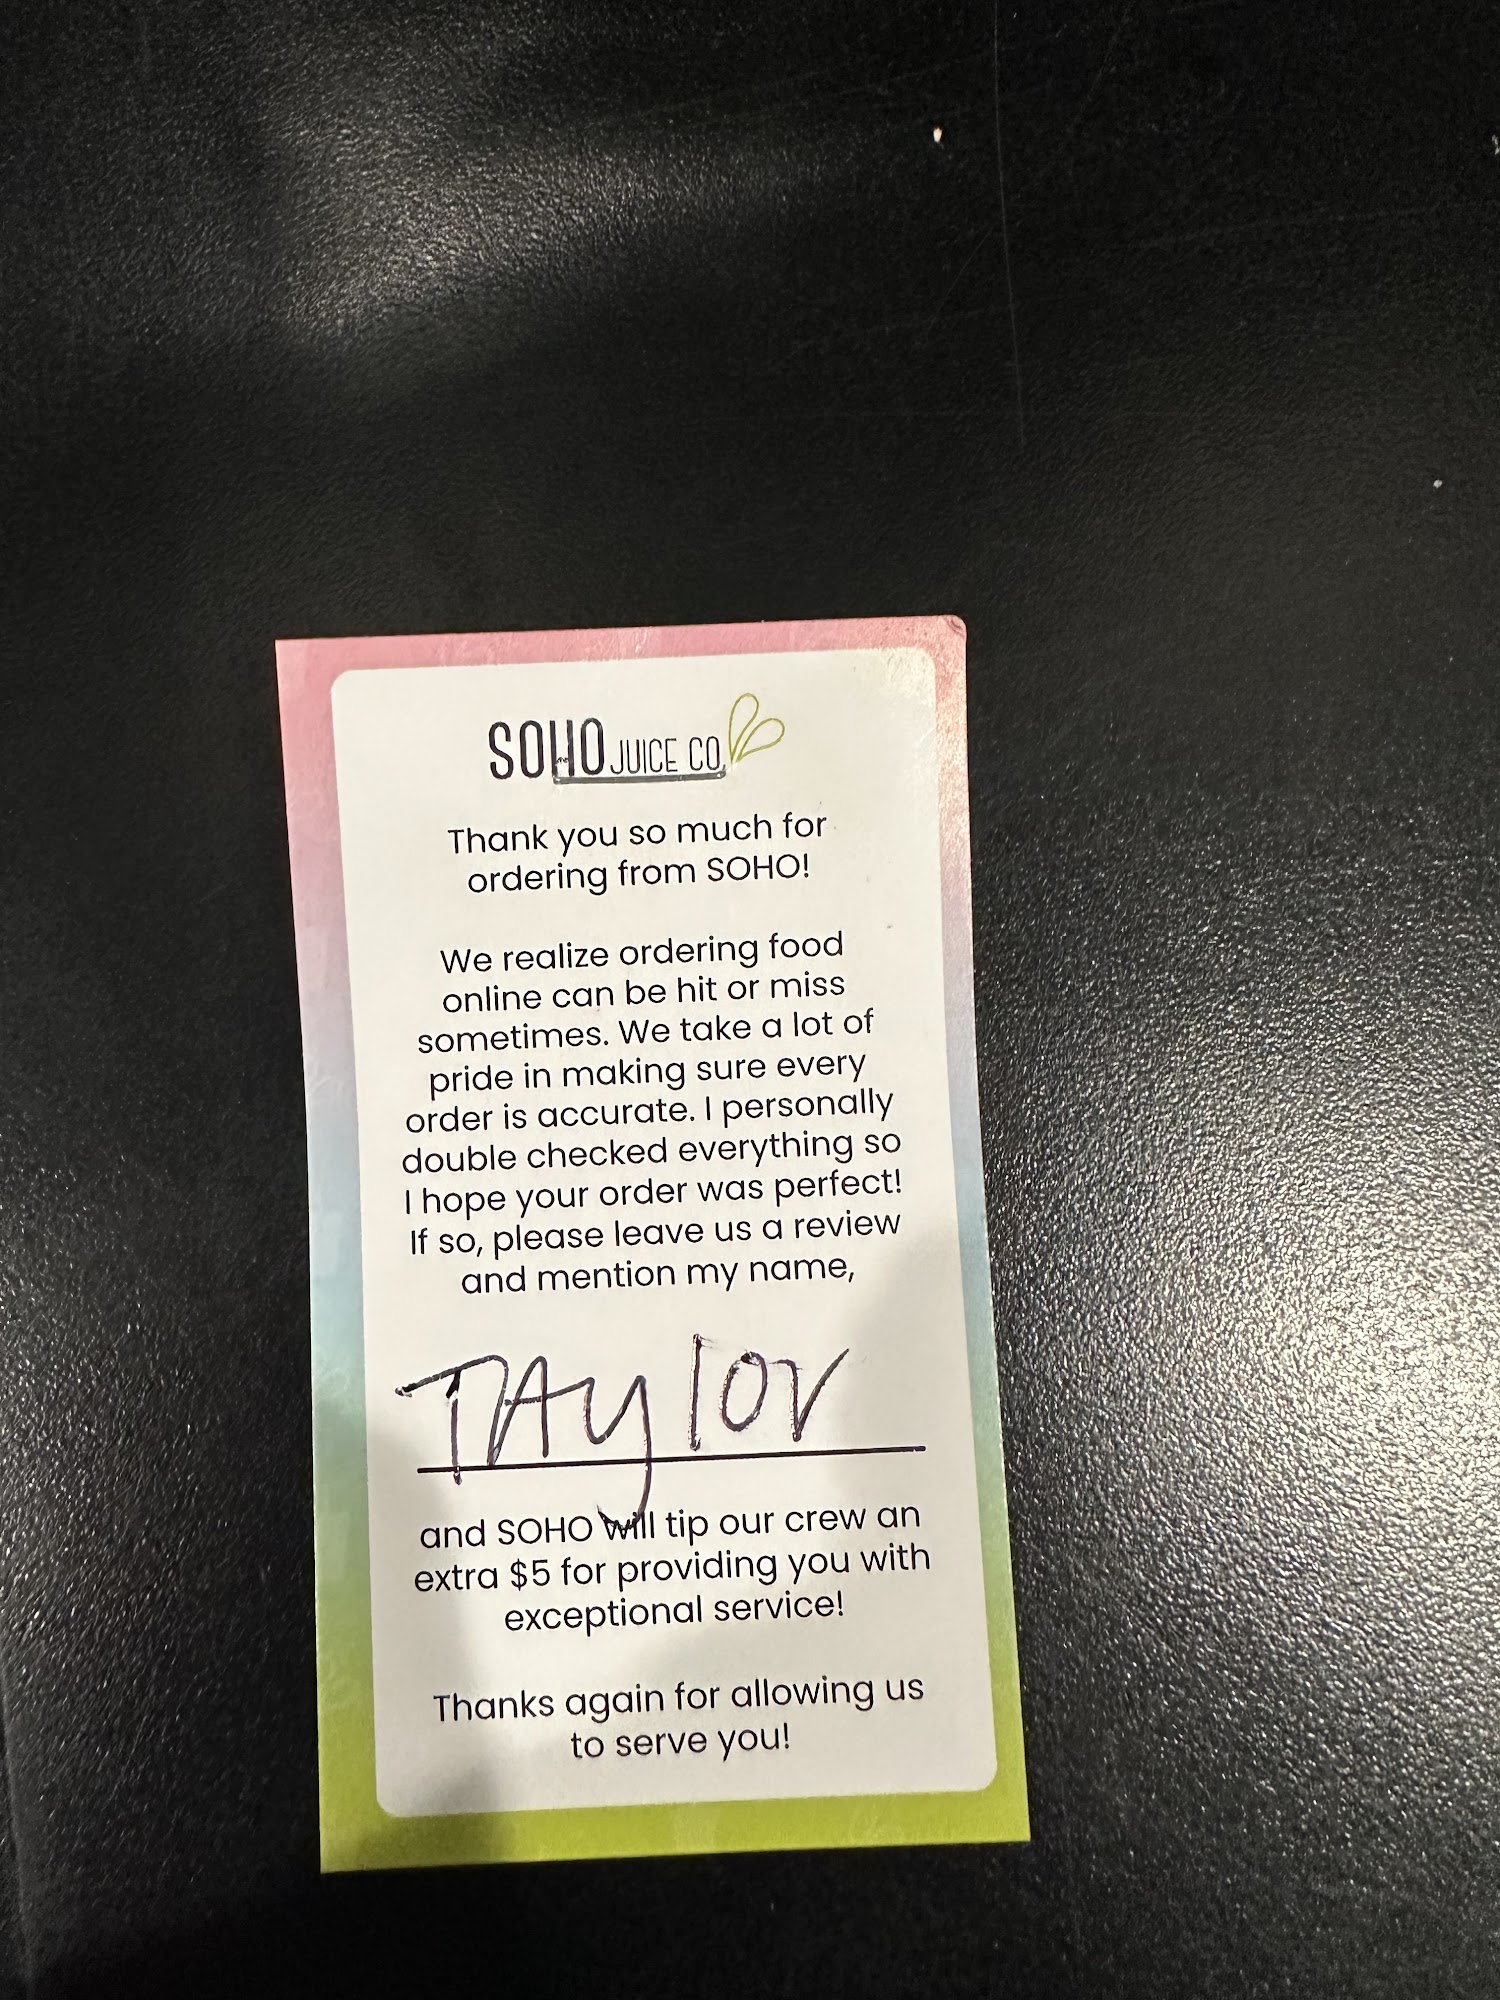 SOHO JUICE CO.
Thank you so much for
ordering from SOHO!
We realize ordering food
online can be hit or miss
sometimes. We take a lot of
pride in making sure every
order is accurate. I personally
double checked everything so
I hope your order was perfect!
If so, please leave us a review
and mention my name,
TAylor
and SOHO will tip our crew an
extra $5 for providing you with
exceptional service!
Thanks again for allowing us
to serve you!